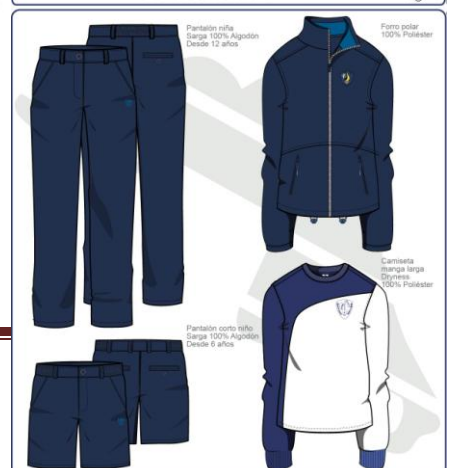 Pantalón niña
Sarga 100% Algodón
Desde 12 años
Forro polar
100% Poliéster
Camiseta
manga larga
Dryness
100% Poliéster
Pantalón corto niño
Sarga 100% Algodón
Desde 6 años